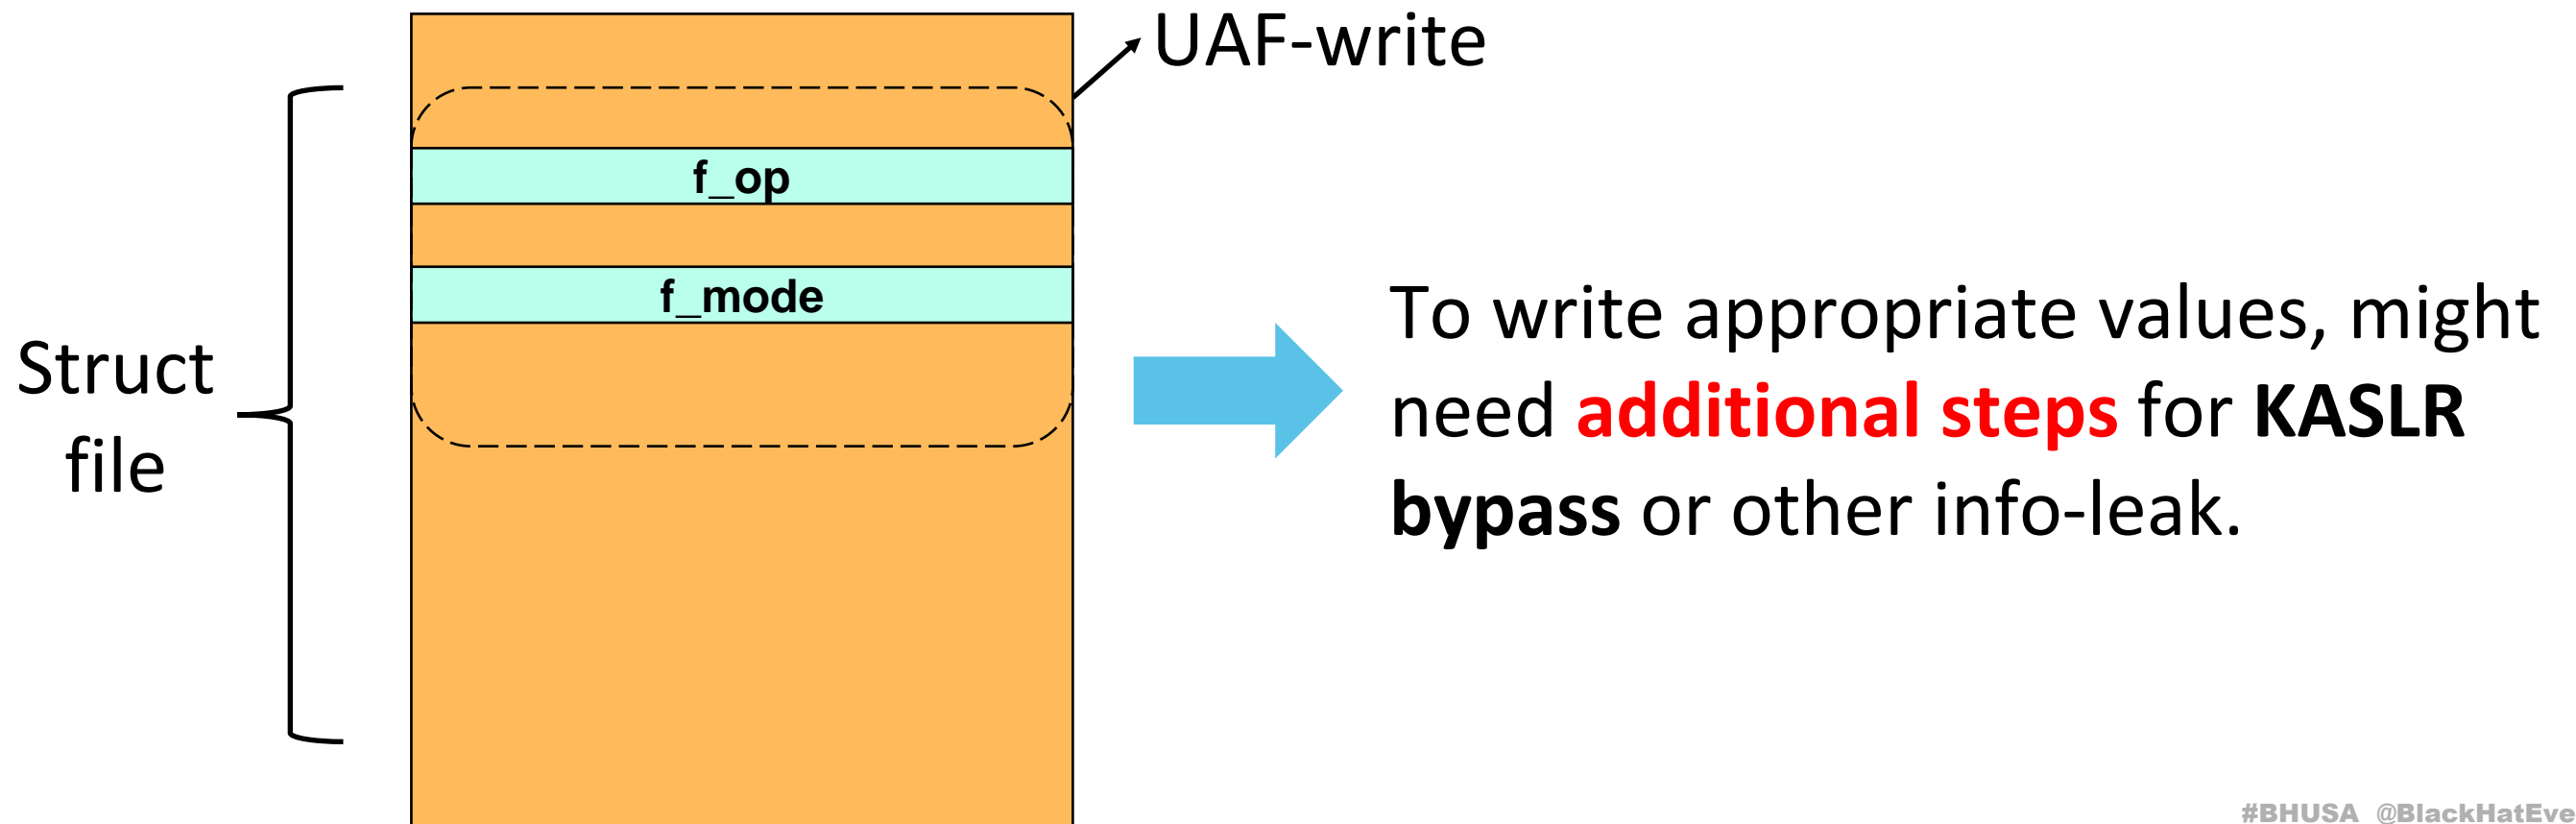 UAF-write
f_op
f_mode
Struct
file
To write appropriate values, might
need additional steps for KASLR
bypass or other info-leak.
#BHUSA @BlackHatEve